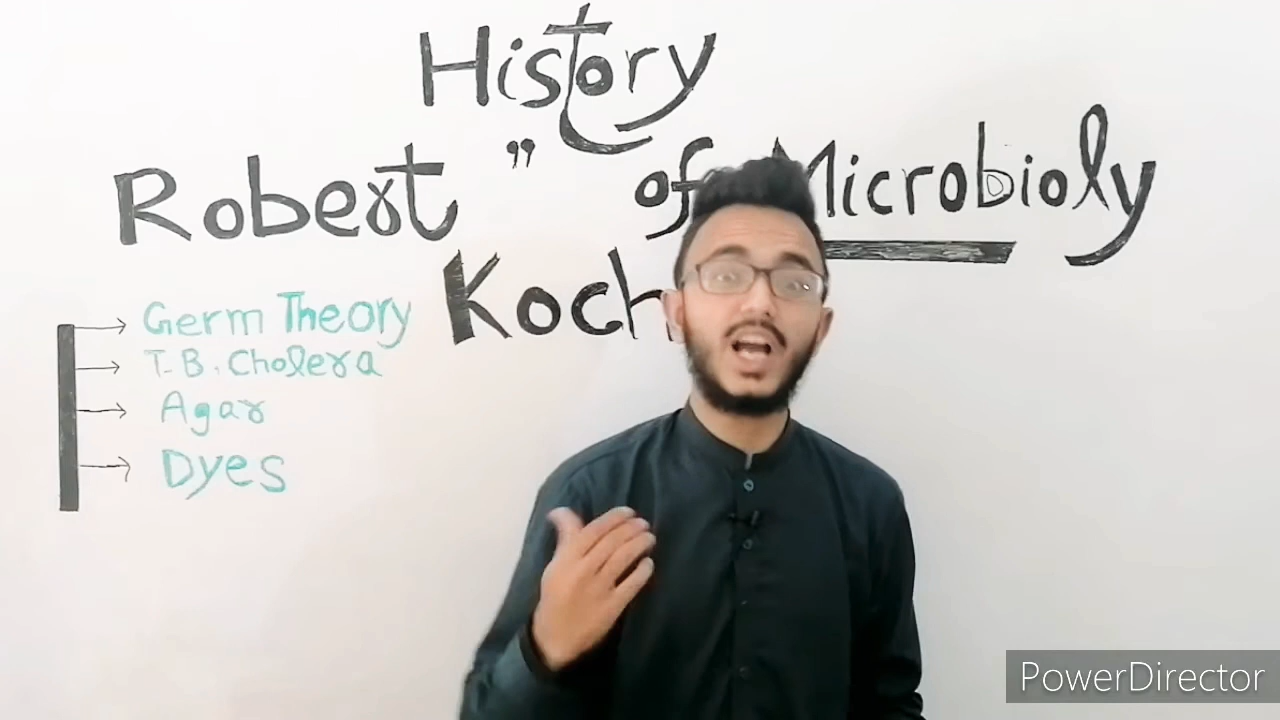 History
of Microbioly
Robert "
Koch
Germ Theory
T-B. Cholera
Agar
Dyes
PowerDirector